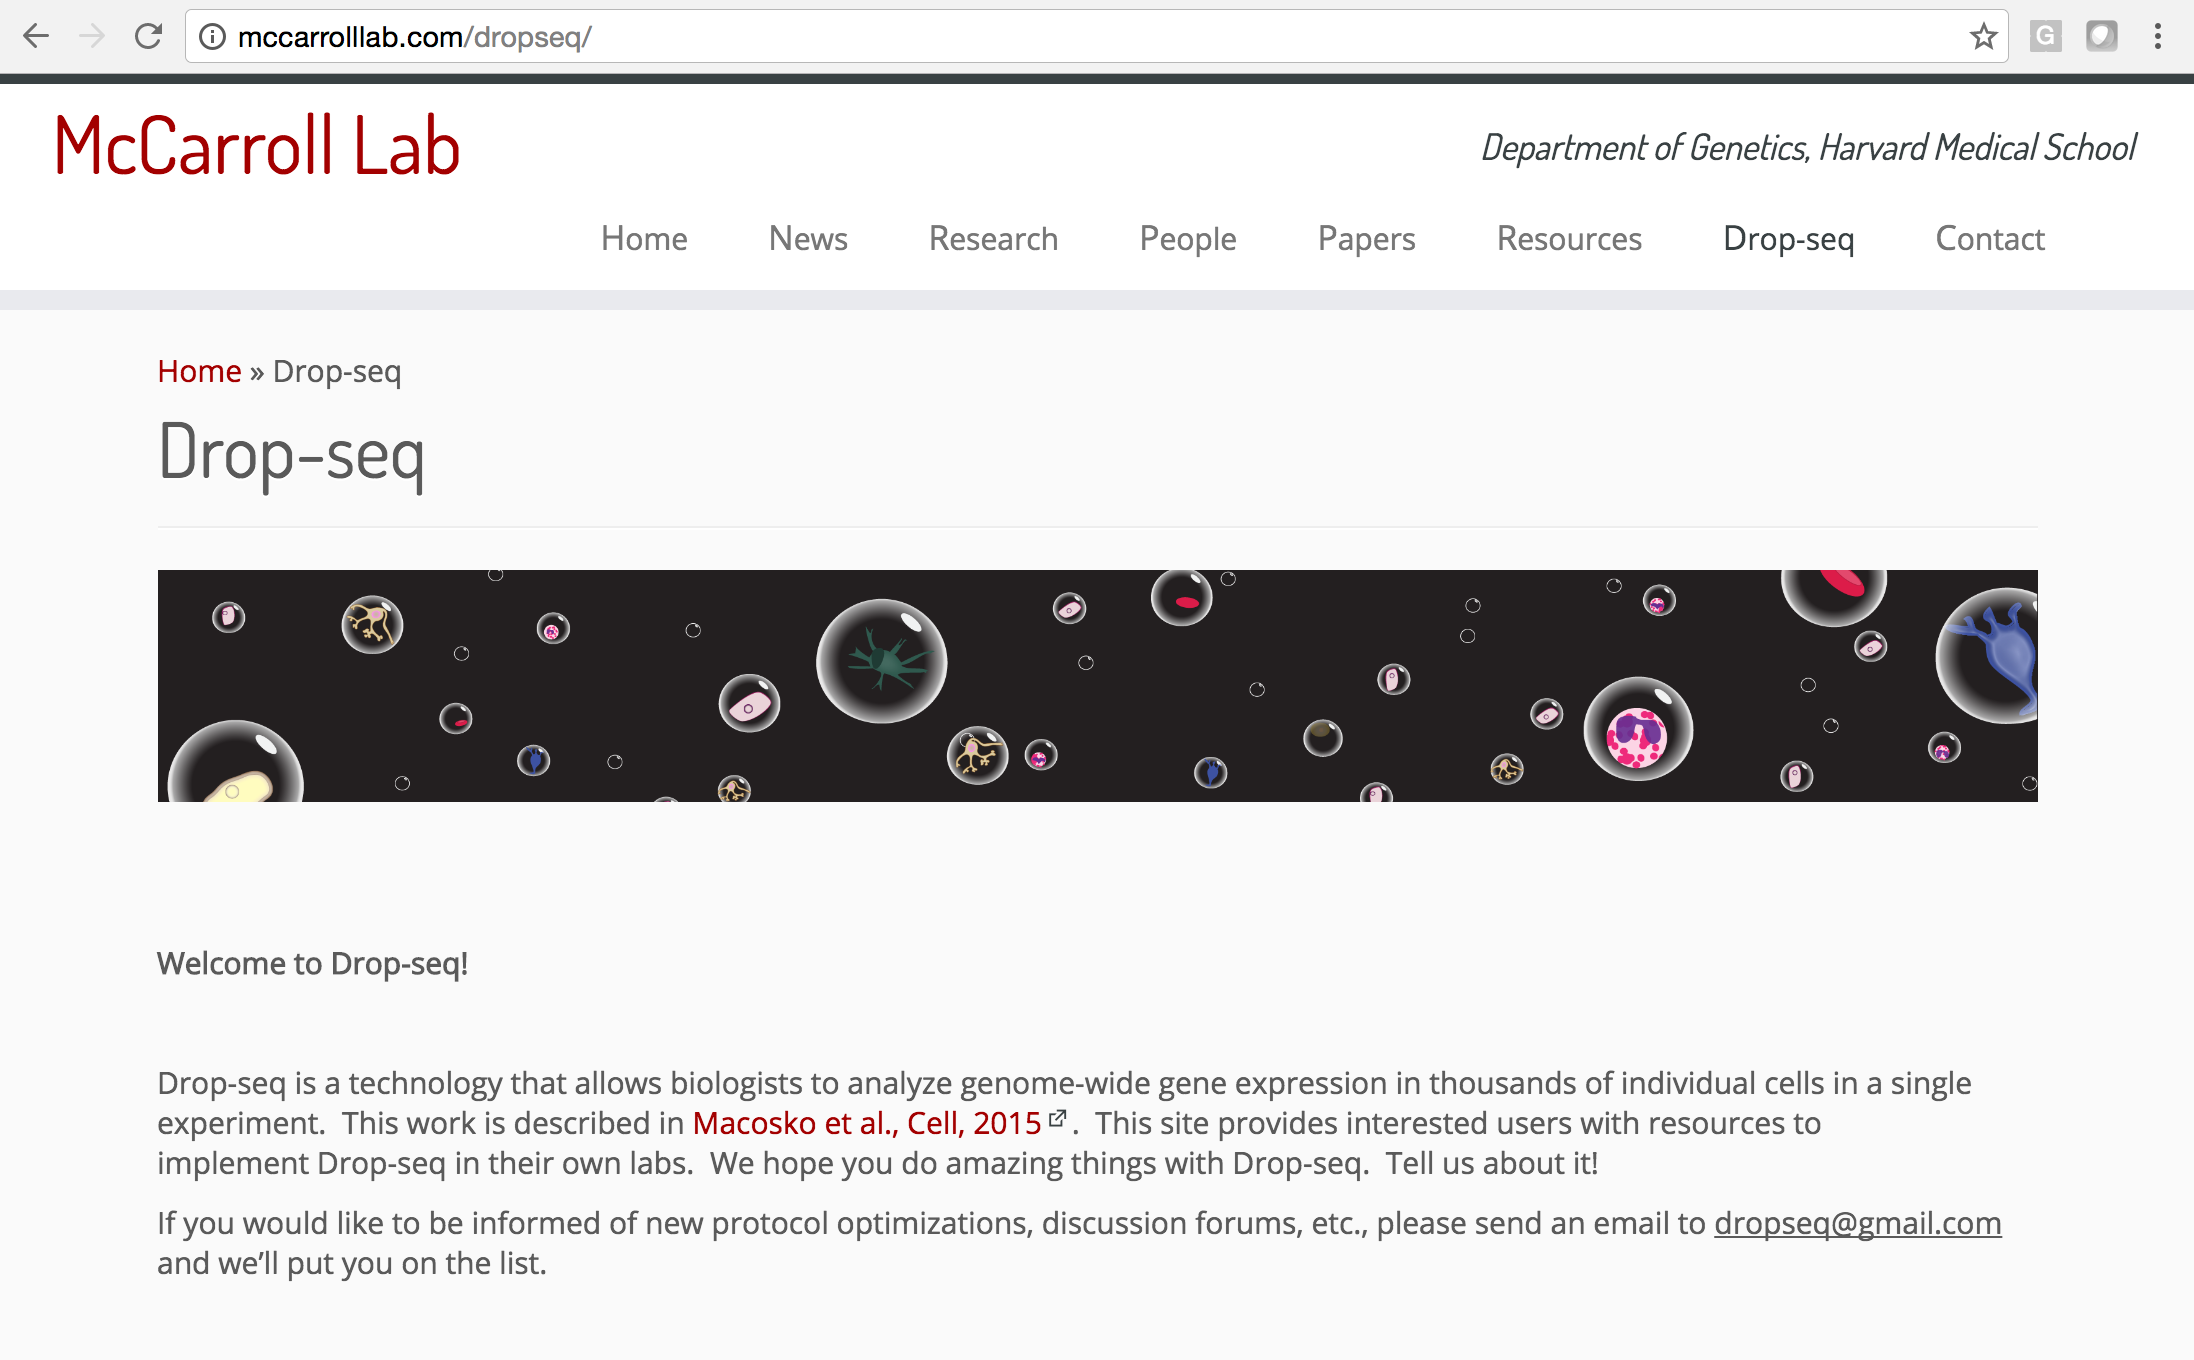 mccarrolllab.com/dropseq/
G
McCarroll Lab
Department of Genetics, Harvard Medical School
Home News Research People Papers Resources Drop-seq Contact
Home » Drop-seq
Drop-seq
Welcome to Drop-seq!
Drop-seq is a technology that allows biologists to analyze genome-wide gene expression in thousands of individual cells in a single
experiment.  This work is described in Macosko et al., Cell, 2015.  This site provides interested users with resources to
implement Drop-seq in their own labs.  We hope you do amazing things with Drop-seq.  Tell us about it!
If you would like to be informed of new protocol optimizations, discussion forums, etc., please send an email to dropseq@gmail.com
and we’ll put you on the list.